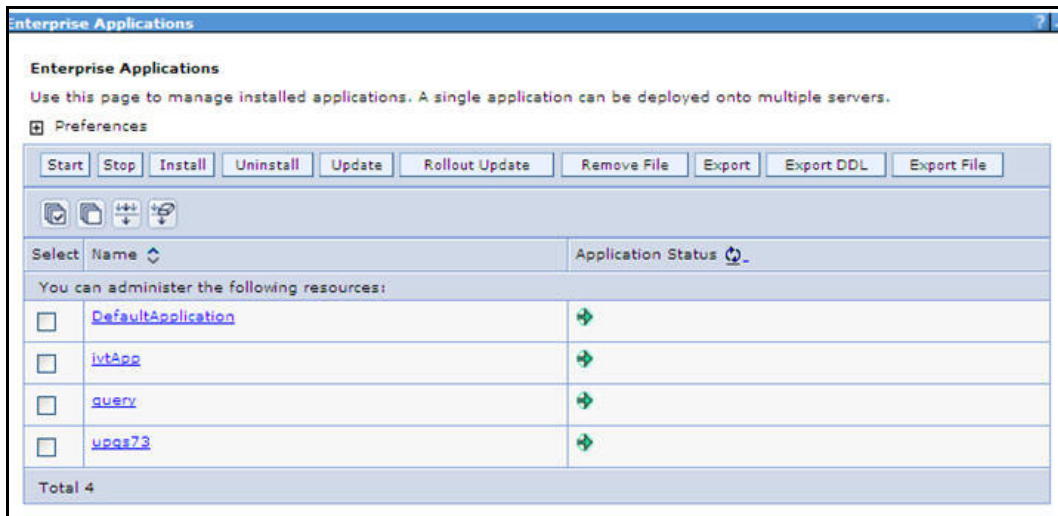 Enterprise Applications
?
Enterprise Applications
Use this page to manage installed applications. A single application can be deployed onto multiple servers.
Preferences
Start Stop Install Uninstall Update Rollout Update Remove File Export Export DDL Export File
Select Name Application Status
You can administer the following resources:
DefaultApplication
ivtApp
query
upgs73
Total 4